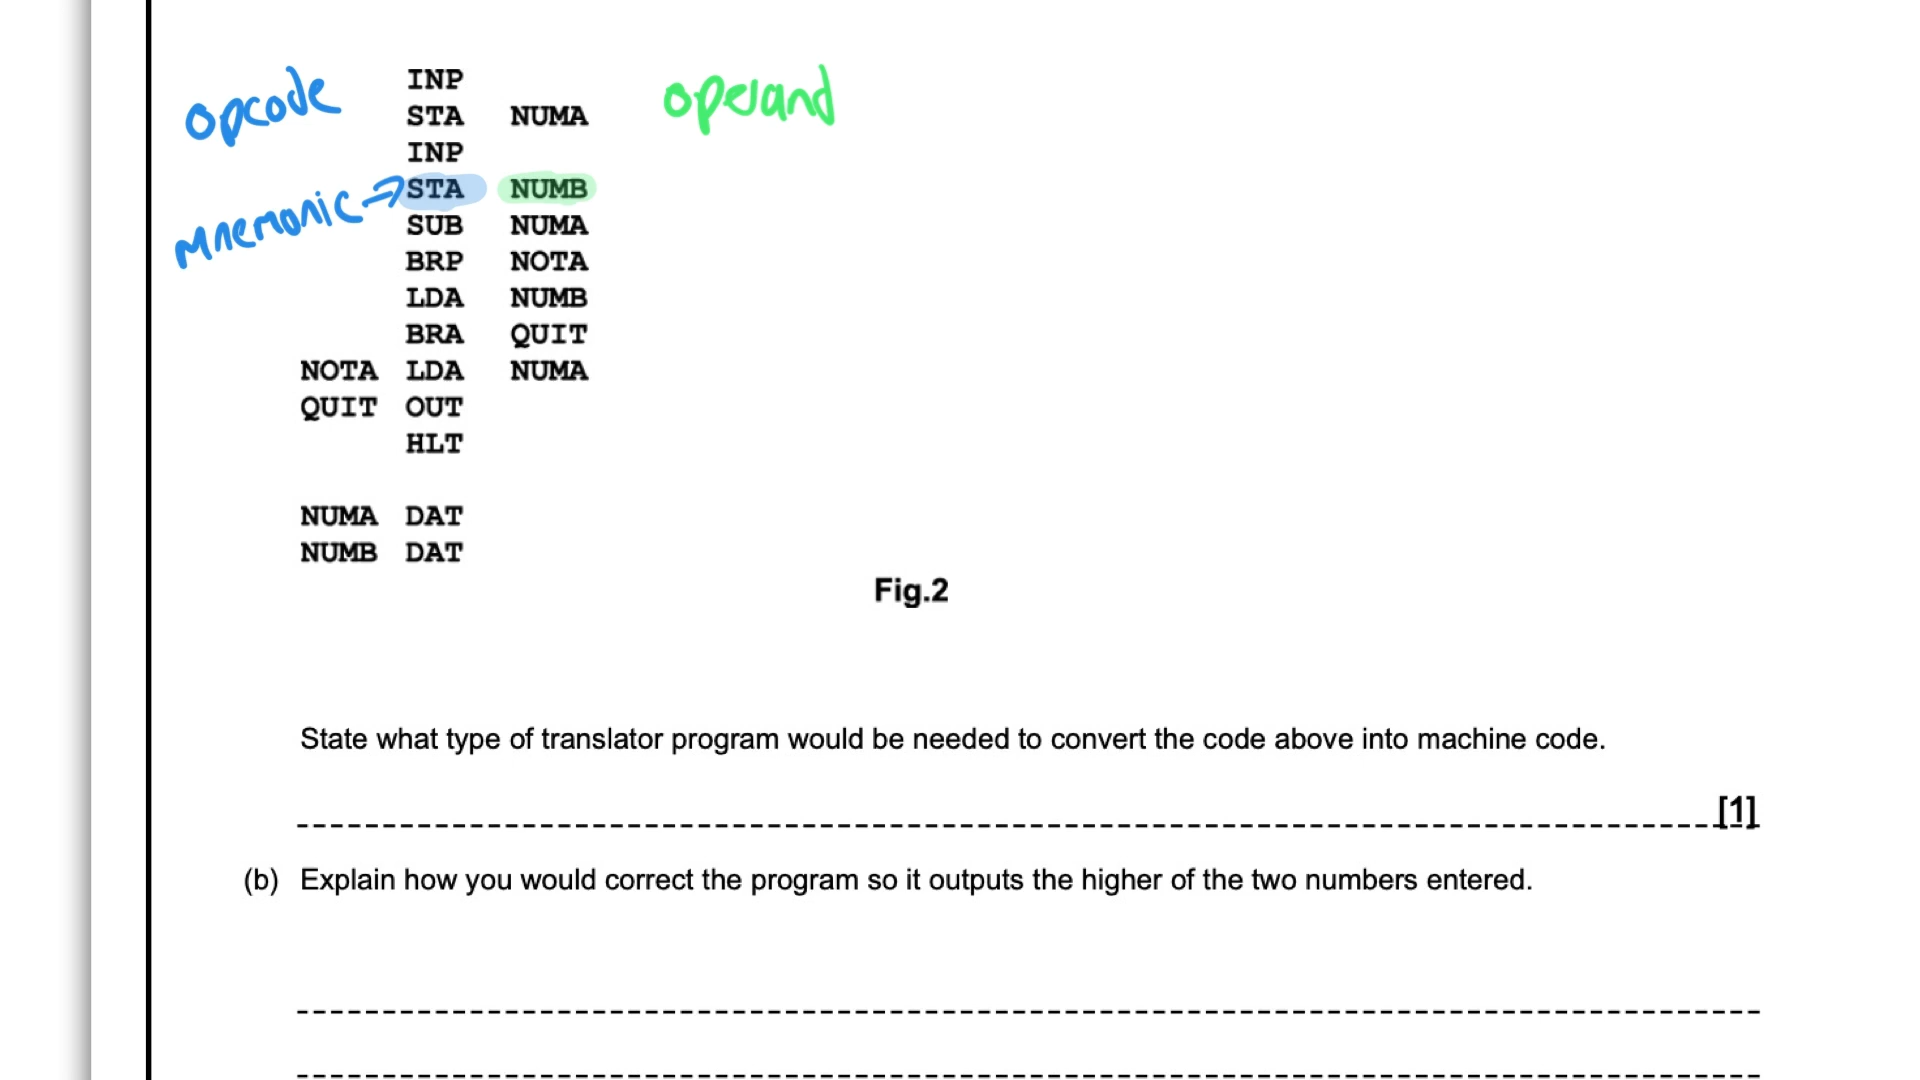 opcode
operand
mnemonic
INP
STA NUMA
INP
STA NUMB
SUB NUMA
BRP NOTA
LDA NUMB
BRA QUIT
NOTA LDA NUMA
QUIT OUT
HLT
NUMA DAT
NUMB DAT
Fig.2
State what type of translator program would be needed to convert the code above into machine code.
[1]
(b) Explain how you would correct the program so it outputs the higher of the two numbers entered.